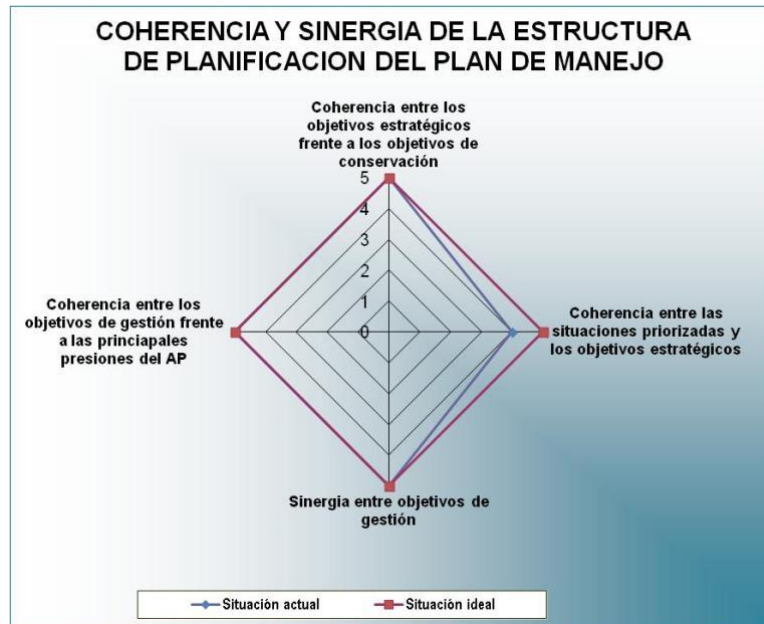 COHERENCIA Y SINERGIA DE LA ESTRUCTURA
DE PLANIFICACION DEL PLAN DE MANEJO
Coherencia entre los
objetivos estratégicos
frente a los objetivos de
conservación
5
4
3
2
1
0
Coherencia entre los
objetivos de gestión frente
a las princiapales
presiones del AP
Coherencia entre las
situaciones priorizadas y
los objetivos estratégicos
Sinergia entre objetivos de
gestión
Situación actual
Situación ideal